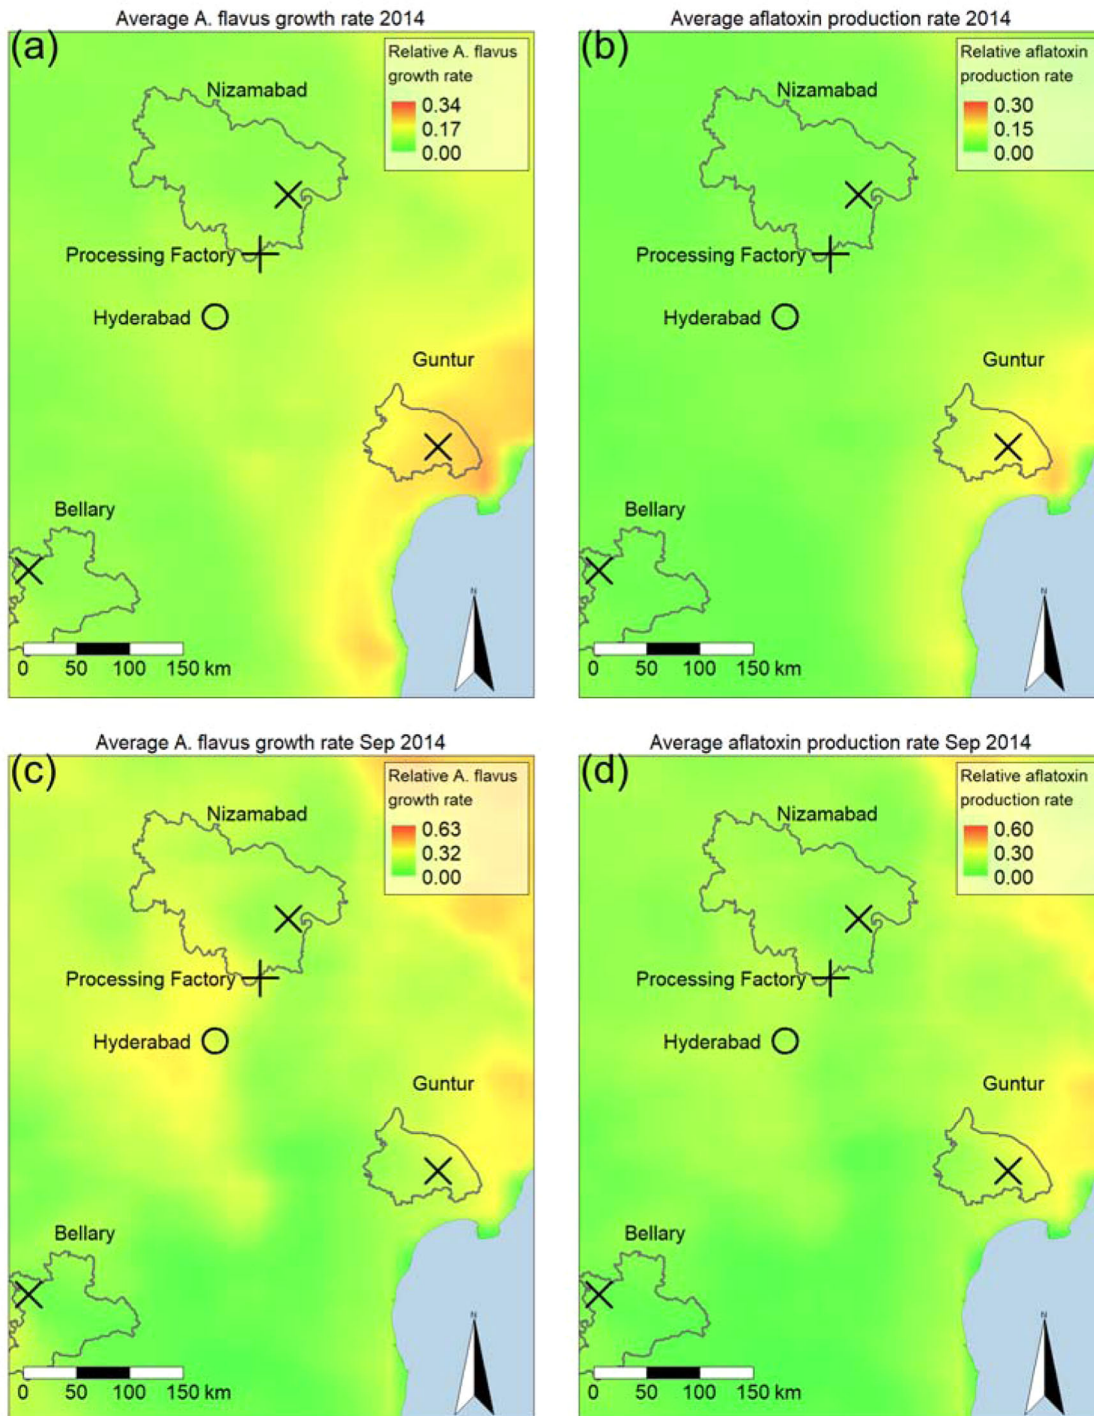 Average A. flavus growth rate 2014
(a)
Relative A. flavus
growth rate
0.34
0.17
0.00
Nizamabad
Processing Factory
Hyderabad
Guntur
Bellary
N
0 50 100 150 km
Average aflatoxin production rate 2014
(b)
Relative aflatoxin
production rate
0.30
0.15
0.00
Nizamabad
Processing Factory
Hyderabad
Guntur
Bellary
N
0 50 100 150 km
Average A. flavus growth rate Sep 2014
(c)
Relative A. flavus
growth rate
0.63
0.32
0.00
Nizamabad
Processing Factory
Hyderabad
Guntur
Bellary
N
0 50 100 150 km
Average aflatoxin production rate Sep 2014
(d)
Relative aflatoxin
production rate
0.60
0.30
0.00
Nizamabad
Processing Factory
Hyderabad
Guntur
Bellary
N
0 50 100 150 km